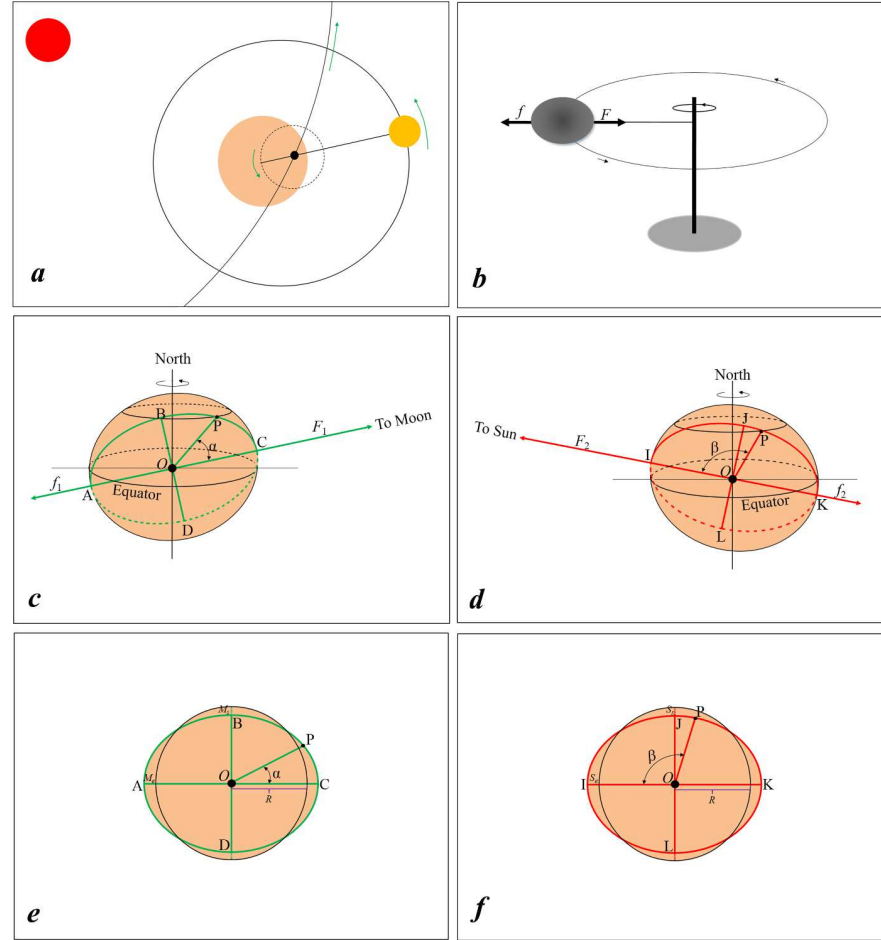 a
f
F
b
North
B
P
F₁
To Moon
α
C
O
f₁
A
Equator
D
c
North
To Sun
F₂
J
P
I
β
O
Equator
f₂
K
L
d
B
P
O
α
A
C
R
D
e
P
J
β
O
I
K
R
L
f